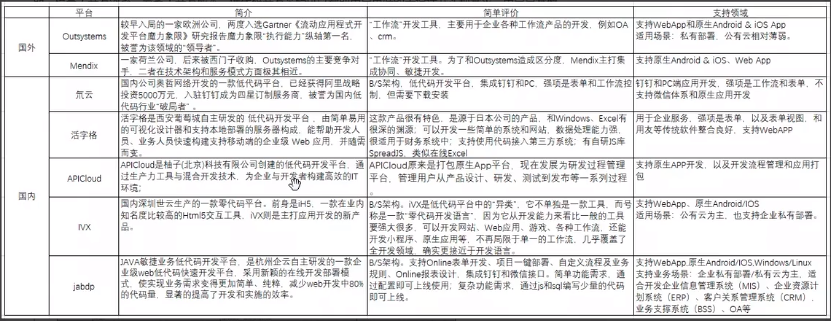 平台
简介
简单评价
支持领域
国外
Outsystems
较早入局的一家欧洲公司，两度入选Gartner《流动应用程式开
发平台魔力象限》研究报告魔力象限"执行能力"纵轴第一名，
被誉为该领域的"领导者"。
"工作流"开发工具，主要用于企业各种工作流产品的开发，例如OA
、crm。
支持WebApp和原生Android & iOS App
适用场景：私有部署，公有云相对薄弱。
Mendix
一家荷兰公司，后来被西门子收购，Outsystems的主要竞争对
手，二者在技术架构和服务模式方面极其相近。
"工作流"开发工具。为了和Outsystems造成区分度，Mendix主打集
成协同、敏捷开发。
支持原生Android & iOS、Web App
国内
氚云
国内公司奥哲网络开发的一款低代码平台，已经获得阿里战略
投资5000万元，入驻钉钉成为四星订制服务商，被誉为国内低
代码行业"破局者" 。
B/S架构，低代码开发平台，集成钉钉和PC，强项是表单和工作流控
制，但需要下载安装
钉钉和PC端应用开发，强项是工作流和表单，不
支持微信体系和原生应用开发
活字格
活字格是西安葡萄城自主研发的 低代码开发平台 ，由简单易用
的可视化设计器和支持本地部署的服务器构成，能帮助开发人
员、业务人员快速构建支持移动端的企业级 Web 应用，并随需
而变。
这款产品很有特色，是源于日本公司的产品，和Windows、Excel有
很深的渊源；可以开发一些简单的系统和网站，数据处理能力强，
很适用于财务系统中；支持使用代码接入第三方系统；有自研JS库
SpreadJS，类似在线Excel
用于企业服务，强项是表单，以及表单视图，和
用友等传统软件整合良好，支持WebAPP
APICloud
APICloud是柚子(北京)科技有限公司创建的低代码开发平台，通
过生产力工具与混合开发技术，为企业与开发者构建高效的IT
环境；
APICloud原来是打包原生App平台，现在发展为研发过程管理
平台，管理用户从产品设计、研发、测试到发布等一系列过程
。
支持原生APP开发，以及开发流程管理和应用打
包
IVX
国内深圳世云生产的一款零代码平台。前身是iH5，一款在业内
知名度比较高的Html5交互工具，iVX则是主打应用开发的新产
品。
B/S架构，iVX是低代码平台中的"异类"，它不单独是一款工具，而号
称是一款"零代码开发语言"，因为它从开发能力来看比一般的工具
要强大很多，可以开发网站、Web应用、游戏、各种工作流，还能
开发小程序、原生应用等，不再局限于单一的工作流，几乎覆盖了
全开发领域，确实更接近于开发语言。
支持WebApp、原生Android/IOS
适用场景：公有云为主，也支持企业私有部署。
jabdp
JAVA敏捷业务低代码开发平台，是杭州企云自主研发的一款企
业级web低代码快速开发平台，采用新颖的在线开发部署模
式，使实现业务需求变得更加简单、纯粹，减少web开发中80%
的代码量，显著的提高了开发和实施的效率。
B/S架构，支持Online表单开发、项目一键部署、自定义流程及业务
规则、Online报表设计，集成钉钉和微信接口。简单功能需求，通
过配置即可上线使用；复杂功能需求，通过js和sql编写少量的代码
即可上线。
支持WebApp,原生Android/IOS,Windows/Linux
支持业务场景：企业私有部署/私有云为主，适
合开发企业信息管理系统（MIS）、企业资源计
划系统（ERP）、客户关系管理系统（CRM）、
业务支撑系统（BSS）、OA等